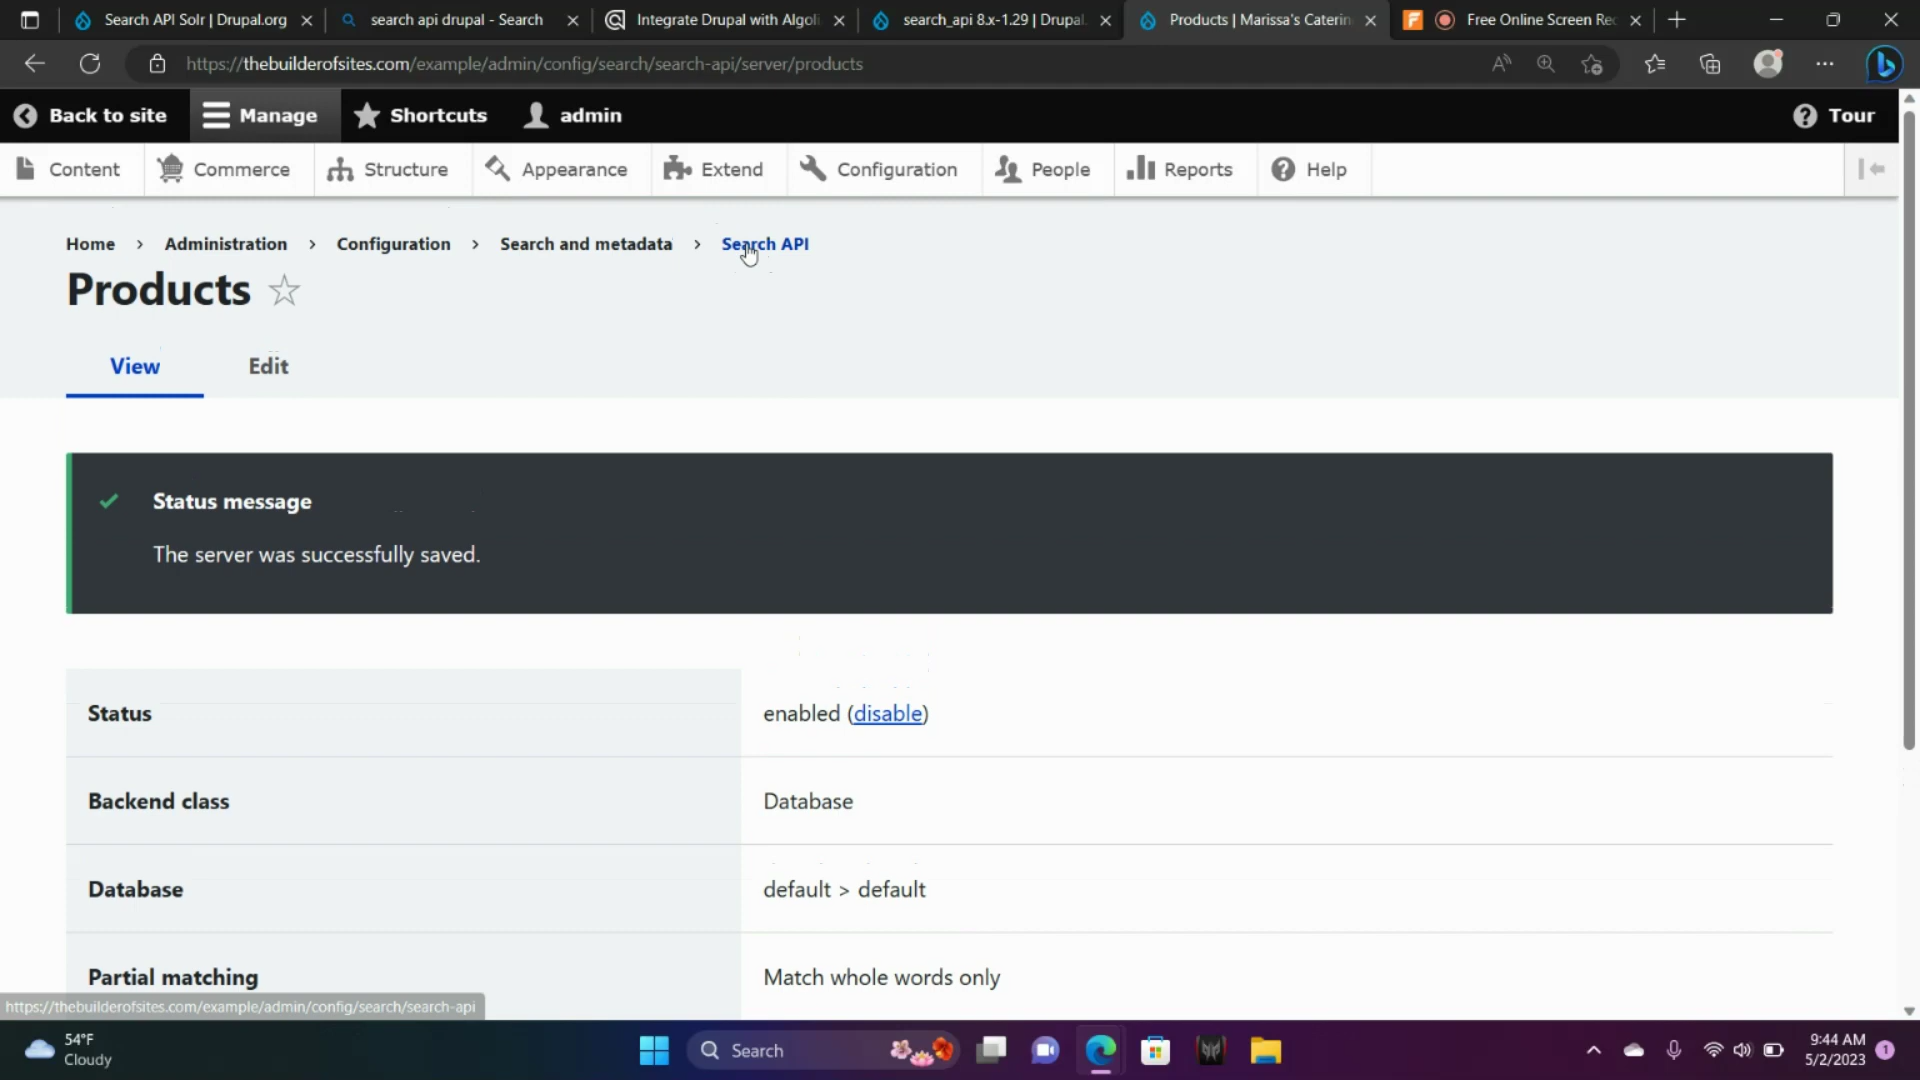 Search API Solr | Drupal.org
search api drupal - Search
Integrate Drupal with Algoli
search_api 8.x-1.29 | Drupal.
Products | Marissa's Caterin
Free Online Screen Rec
https://thebuilderofsites.com/example/admin/config/search/search-api/server/products
Back to site
Manage
Shortcuts
admin
Tour
Content
Commerce
Structure
Appearance
Extend
Configuration
People
Reports
Help
Home > Administration > Configuration > Search and metadata > Search API
Products
View
Edit
Status message
The server was successfully saved.
Status
enabled (disable)
Backend class
Database
Database
default > default
Partial matching
Match whole words only
https://thebuilderofsites.com/example/admin/config/search/search-api
54°F
Cloudy
Search
9:44 AM
5/2/2023
1